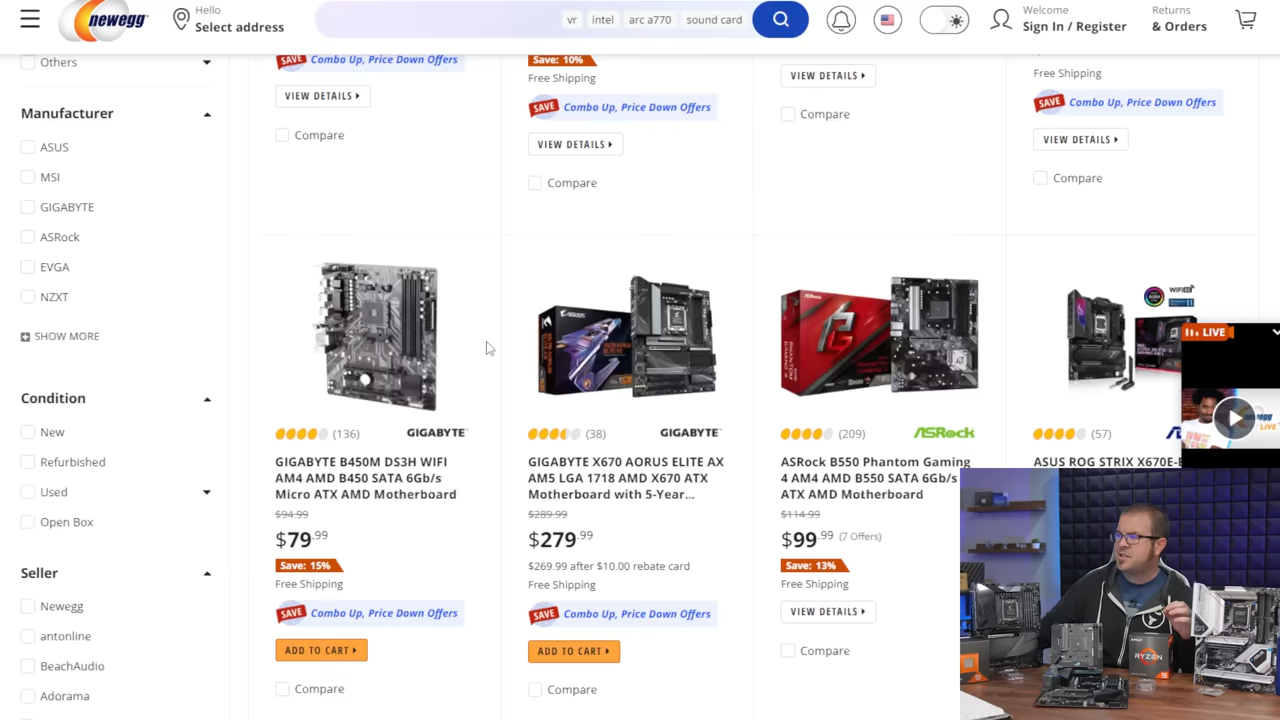 newegg
Hello
Select address
vr
intel
arc a770
sound card
Welcome
Sign In / Register
Returns
& Orders
Others
Manufacturer
ASUS
MSI
GIGABYTE
ASRock
EVGA
NZXT
SHOW MORE
Condition
New
Refurbished
Used
Open Box
Seller
Newegg
antonline
BeachAudio
Adorama
SAVE Combo Up, Price Down Offers
VIEW DETAILS
Compare
Save: 10%
Free Shipping
SAVE Combo Up, Price Down Offers
VIEW DETAILS
Compare
VIEW DETAILS
Compare
Free Shipping
SAVE Combo Up, Price Down Offers
VIEW DETAILS
Compare
(136) GIGABYTE
GIGABYTE B450M DS3H WIFI
AM4 AMD B450 SATA 6Gb/s
Micro ATX AMD Motherboard
$94.99
$79.99
Save: 15%
Free Shipping
SAVE Combo Up, Price Down Offers
ADD TO CART
Compare
AORUS
(38) GIGABYTE
GIGABYTE X670 AORUS ELITE AX
AM5 LGA 1718 AMD X670 ATX
Motherboard with 5-Year...
$289.99
$279.99
$269.99 after $10.00 rebate card
Free Shipping
SAVE Combo Up, Price Down Offers
ADD TO CART
Compare
ASRock
(209) ASRock
ASRock B550 Phantom Gaming
4 AM4 AMD B550 SATA 6Gb/s
ATX AMD Motherboard
$114.99
$99.99 (7 Offers)
Save: 13%
Free Shipping
VIEW DETAILS
Compare
WiFi 6E
(57)
ASUS ROG STRIX X670E-E
LIVE
newegg
LIVE
AMD
RYZEN
9